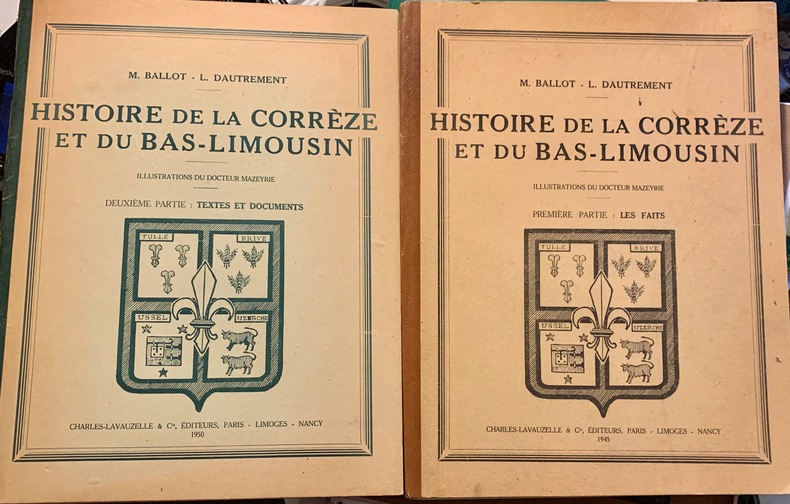 M. BALLOT - L. DAUTREMENT
HISTOIRE DE LA CORRÈZE
ET DU BAS-LIMOUSIN
ILLUSTRATIONS DU DOCTEUR MAZEYRIE
DEUXIÈME PARTIE : TEXTES ET DOCUMENTS
TULLE
BRIVE
USSEL
UZERCHE
CHARLES-LAVAUZELLE & Cie, ÉDITEURS, PARIS - LIMOGES - NANCY
1950
M. BALLOT - L. DAUTREMENT
HISTOIRE DE LA CORRÈZE
ET DU BAS-LIMOUSIN
ILLUSTRATIONS DU DOCTEUR MAZEYRIE
PREMIÈRE PARTIE : LES FAITS
TULLE
BRIVE
USSEL
UZERCHE
CHARLES-LAVAUZELLE & Cie, ÉDITEURS, PARIS - LIMOGES - NANCY
1945